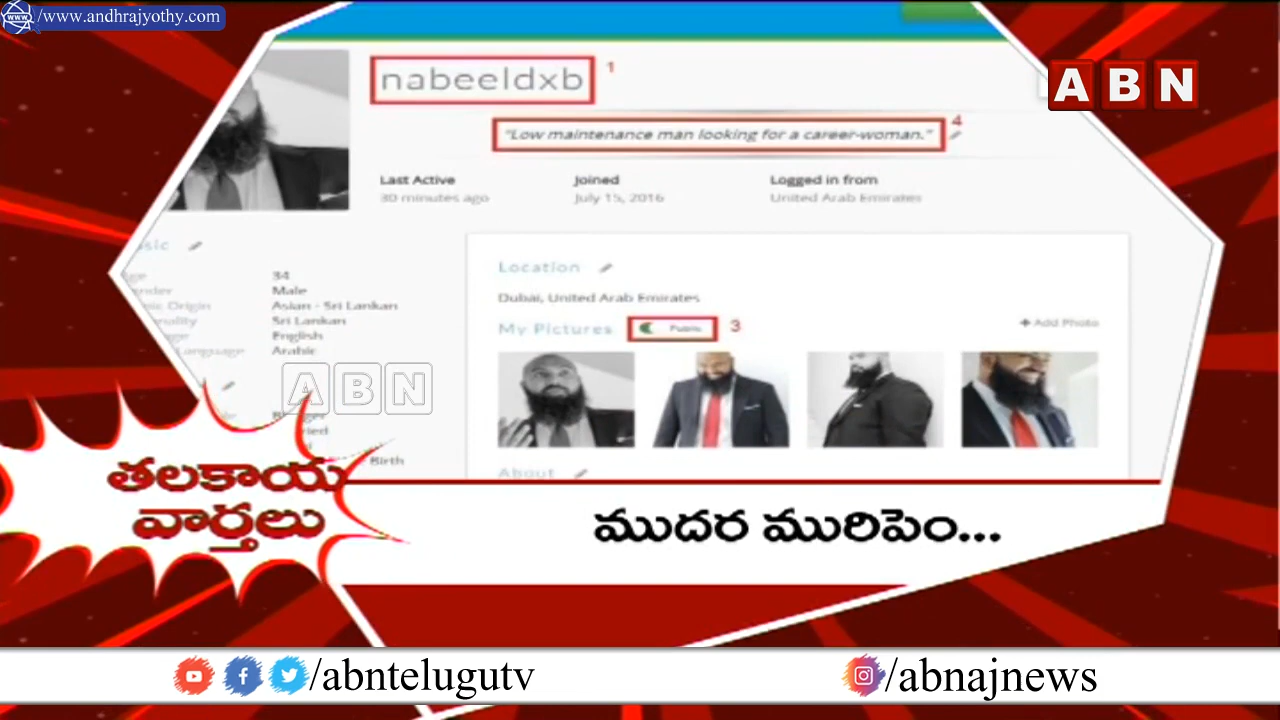 /www.andhrajyothy.com
ABN
nabeeldxb
1
"Low maintenance man looking for a career-woman."
4
Last Active
Joined
Logged in from
30 minutes ago
July 15, 2016
United Arab Emirates
34
Male
Asian - Sri Lankan
Sri Lankan
English
Language
Arabic
Location
Dubai, United Arab Emirates
My Pictures
Public
3
Add Photo
ABN
Birth
About
తలకాయ
వార్తలు
ముదర మురిపెం...
/abntelugutv
/abnajnews